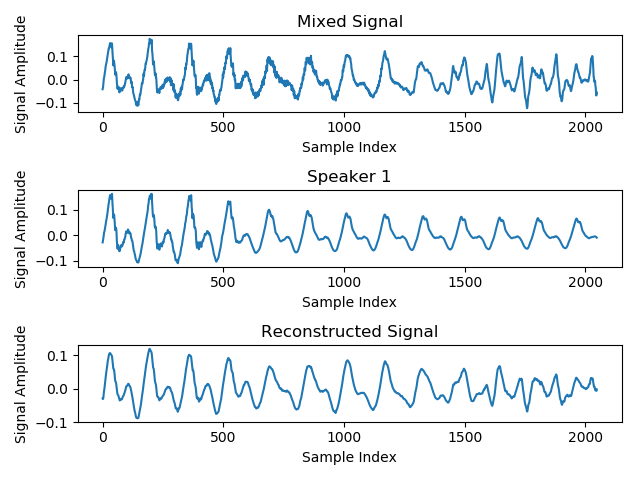 Mixed Signal
Signal Amplitude
0.1
0.0
−0.1
0 500 1000 1500 2000
Sample Index
Speaker 1
Signal Amplitude
0.1
0.0
−0.1
0 500 1000 1500 2000
Sample Index
Reconstructed Signal
Signal Amplitude
0.1
0.0
−0.1
0 500 1000 1500 2000
Sample Index